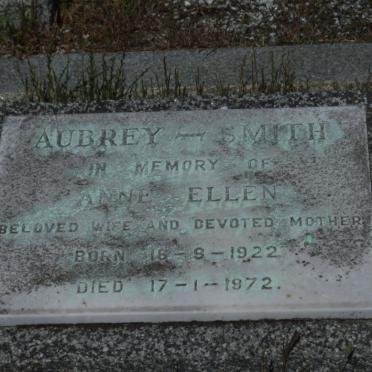 AUBREY - SMITH
IN MEMORY OF
ANNE ELLEN
BELOVED WIFE AND DEVOTED MOTHER
BORN 16-9-1922
DIED 17-1-1972.